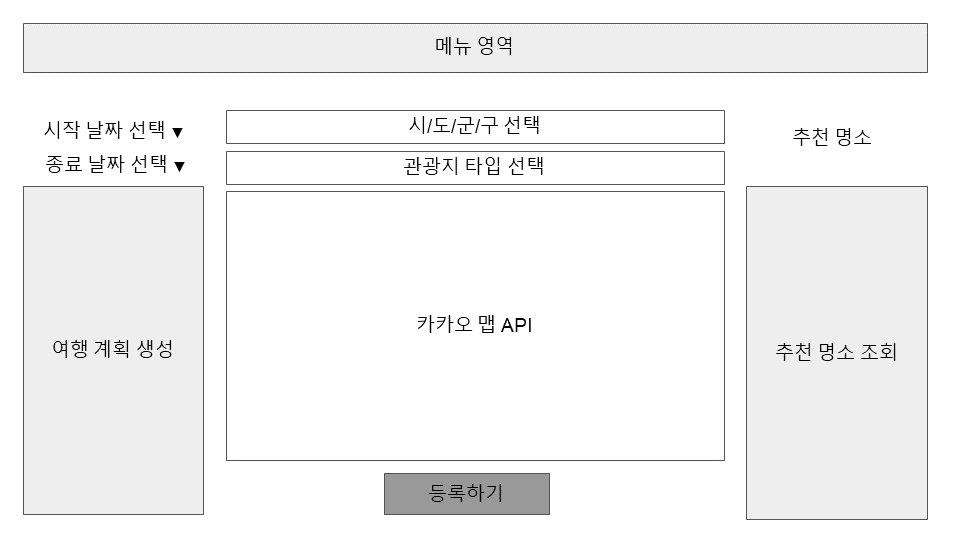 메뉴 영역
시작 날짜 선택 ▼
종료 날짜 선택 ▼
시/도/군/구 선택
관광지 타입 선택
추천 명소
여행 계획 생성
카카오 맵 API
추천 명소 조회
등록하기